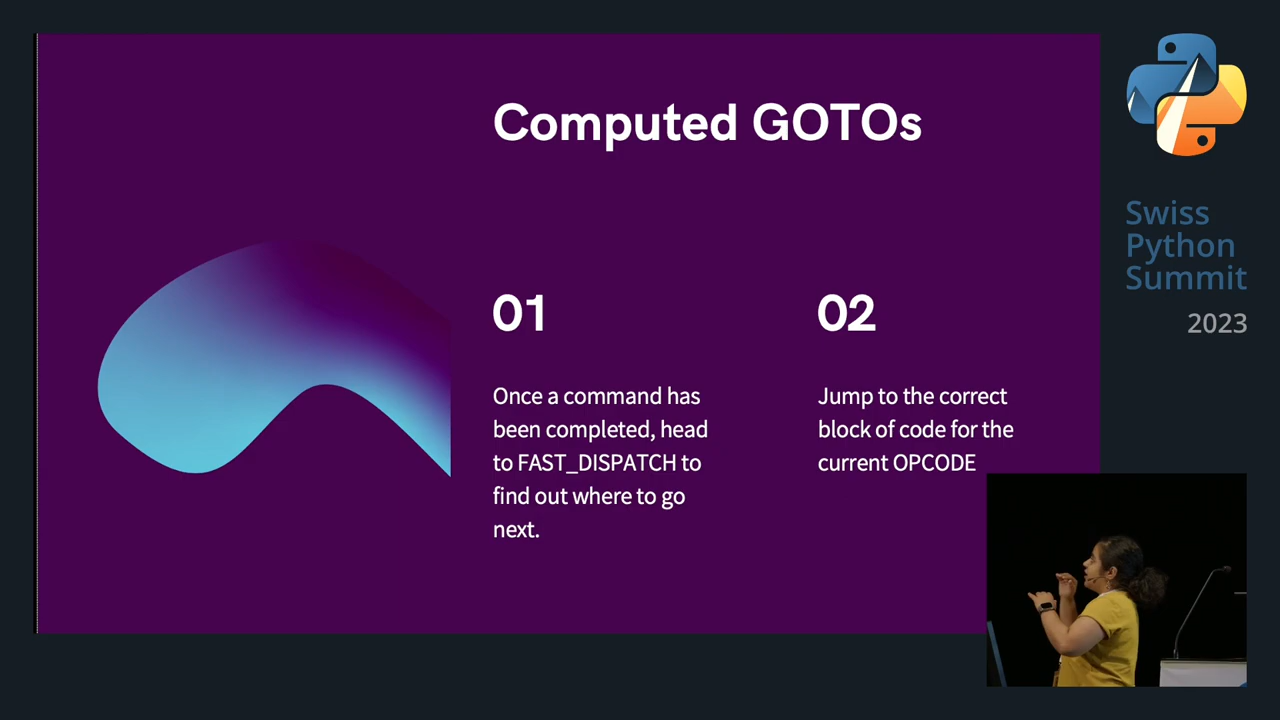 Computed GOTOs
01
Once a command has
been completed, head
to FAST_DISPATCH to
find out where to go
next.
02
Jump to the correct
block of code for the
current OPCODE
Swiss
Python
Summit
2023